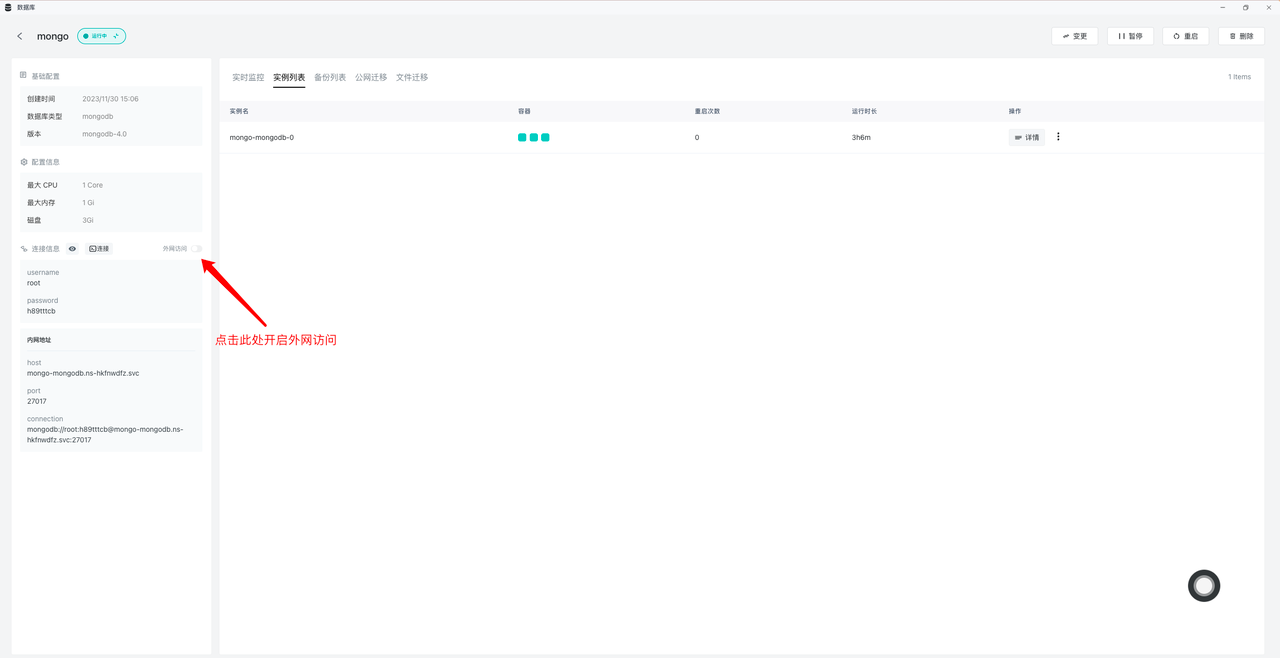 数据库
mongo
运行中
变更
暂停
重启
删除
基础配置
创建时间 2023/11/30 15:06
数据库类型 mongodb
版本 mongodb-4.0
配置信息
最大 CPU 1 Core
最大内存 1 Gi
磁盘 3Gi
连接信息
连接
外网访问
username
root
password
h89tttcb
内网地址
host
mongo-mongodb.ns-hkfnwdfz.svc
port
27017
connection
mongodb://root:h89tttcb@mongo-mongodb.ns-
hkfnwdfz.svc:27017
实时监控 实例列表 备份列表 公网迁移 文件迁移
1 Items
实例名 容器 重启次数 运行时长 操作
mongo-mongodb-0 0 3h6m 详情
点击此处开启外网访问